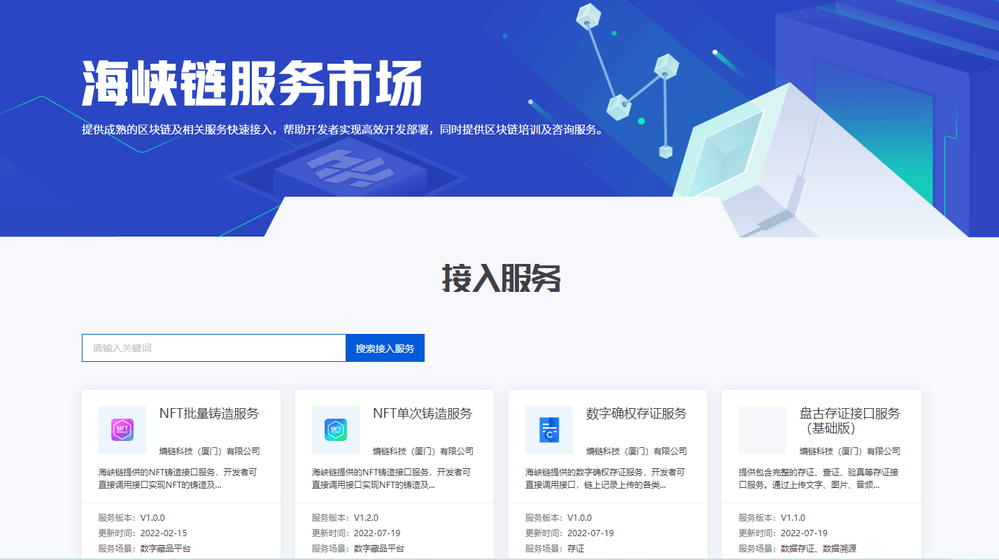 海峡链服务市场
提供成熟的区块链及相关服务快速接入，帮助开发者实现高效开发部署，同时提供区块链培训及咨询服务。
接入服务
请输入关键词
搜索接入服务
NFT
NFT批量铸造服务
熵链科技（厦门）有限公司
海峡链提供的NFT铸造接口服务，开发者可
直接调用接口实现NFT的铸造及...
服务版本：V1.0.0
更新时间：2022-02-15
服务场景：数字藏品平台
NFT
NFT单次铸造服务
熵链科技（厦门）有限公司
海峡链提供的NFT铸造接口服务，开发者可
直接调用接口实现NFT的铸造及...
服务版本：V1.2.0
更新时间：2022-07-19
服务场景：数字藏品平台
C
数字确权存证服务
熵链科技（厦门）有限公司
海峡链提供的数字确权存证服务，开发者可
直接调用接口，链上记录上传的各类...
服务版本：V1.0.0
更新时间：2022-07-19
服务场景：存证
盘古存证接口服务
（基础版）
熵链科技（厦门）有限公司
提供包含完整的存证、查证、验真等存证接
口服务。通过上传文字、图片、音频...
服务版本：V1.1.0
更新时间：2022-07-19
服务场景：数据存证、数据溯源